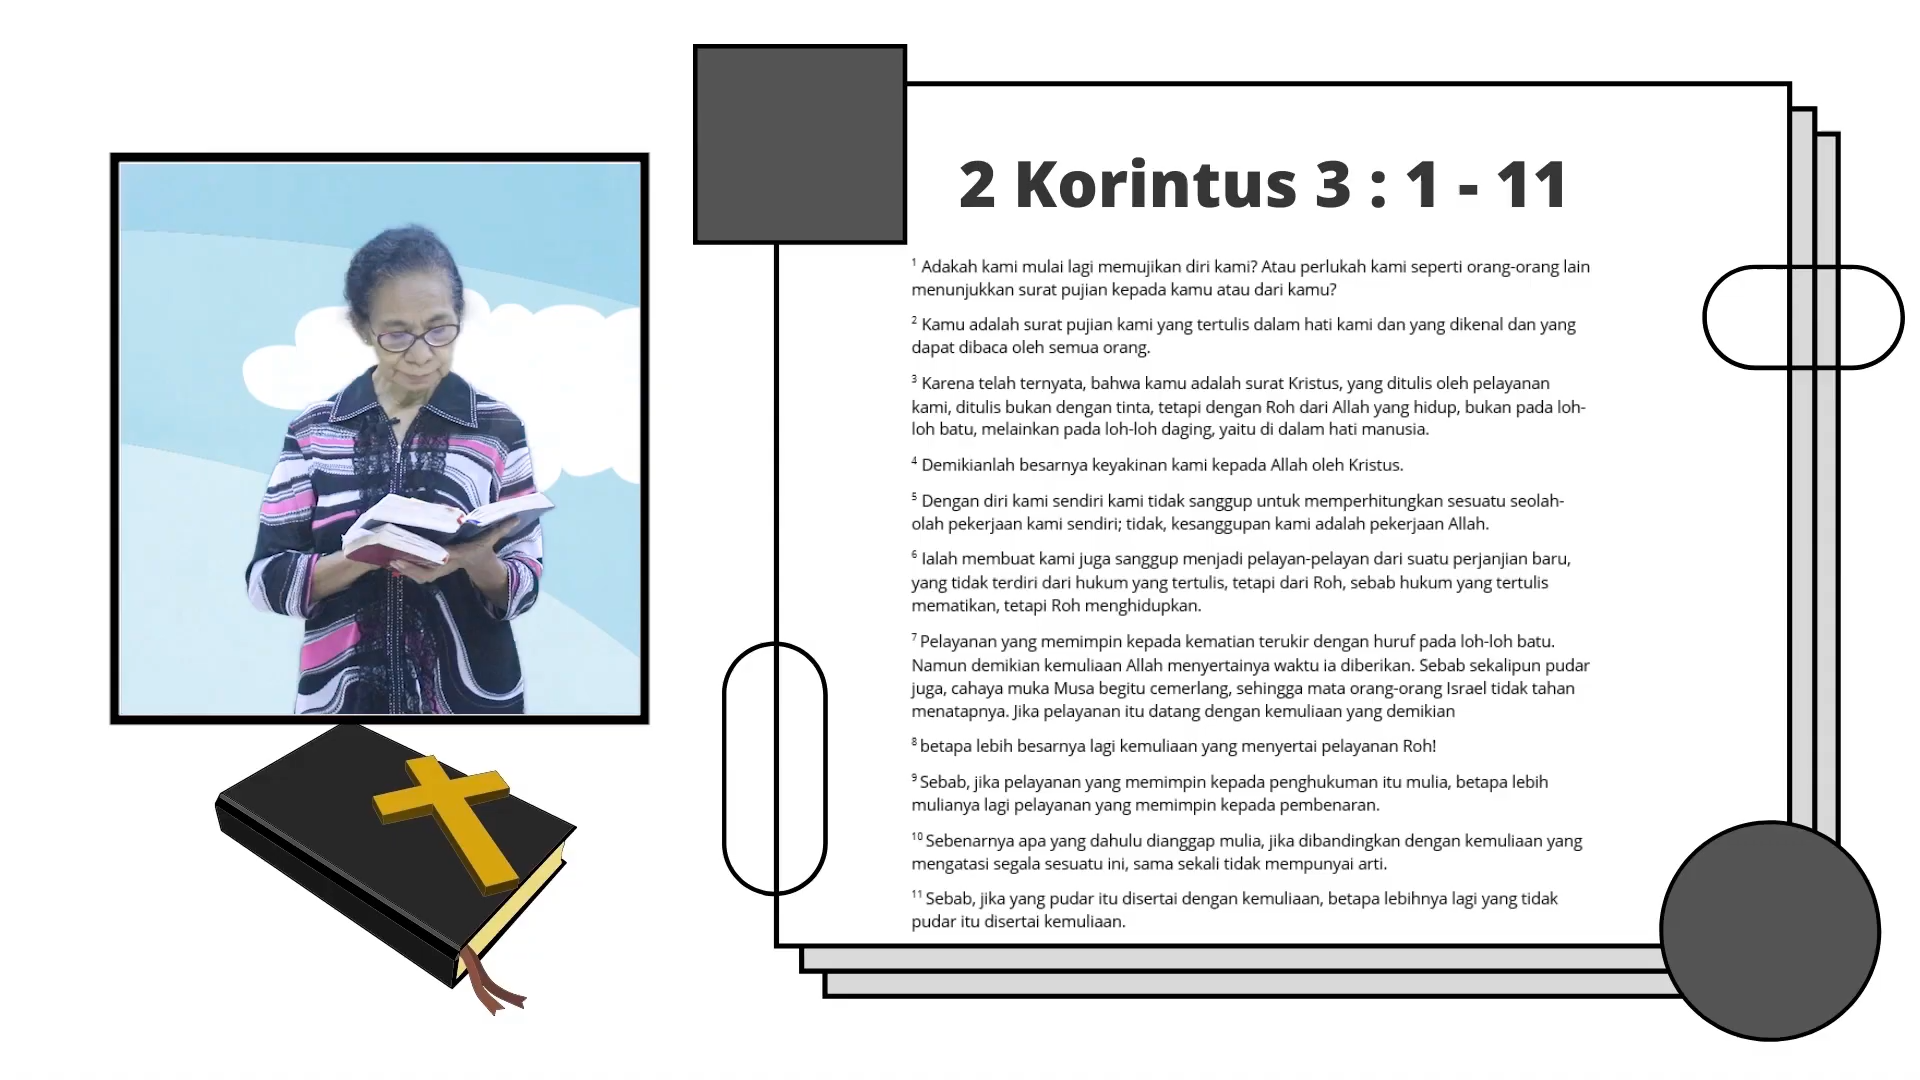 2 Korintus 3 : 1 - 11
1 Adakah kami mulai lagi memujikan diri kami? Atau perlukah kami seperti orang-orang lain
menunjukkan surat pujian kepada kamu atau dari kamu?
2 Kamu adalah surat pujian kami yang tertulis dalam hati kami dan yang dikenal dan yang
dapat dibaca oleh semua orang.
3 Karena telah ternyata, bahwa kamu adalah surat Kristus, yang ditulis oleh pelayanan
kami, ditulis bukan dengan tinta, tetapi dengan Roh dari Allah yang hidup, bukan pada loh-
loh batu, melainkan pada loh-loh daging, yaitu di dalam hati manusia.
4 Demikianlah besarnya keyakinan kami kepada Allah oleh Kristus.
5 Dengan diri kami sendiri kami tidak sanggup untuk memperhitungkan sesuatu seolah-
olah pekerjaan kami sendiri; tidak, kesanggupan kami adalah pekerjaan Allah.
6 Ialah membuat kami juga sanggup menjadi pelayan-pelayan dari suatu perjanjian baru,
yang tidak terdiri dari hukum yang tertulis, tetapi dari Roh, sebab hukum yang tertulis
mematikan, tetapi Roh menghidupkan.
7 Pelayanan yang memimpin kepada kematian terukir dengan huruf pada loh-loh batu.
Namun demikian kemuliaan Allah menyertainya waktu ia diberikan. Sebab sekalipun pudar
juga, cahaya muka Musa begitu cemerlang, sehingga mata orang-orang Israel tidak tahan
menatapnya. Jika pelayanan itu datang dengan kemuliaan yang demikian
8 betapa lebih besarnya lagi kemuliaan yang menyertai pelayanan Roh!
9 Sebab, jika pelayanan yang memimpin kepada penghukuman itu mulia, betapa lebih
mulianya lagi pelayanan yang memimpin kepada pembenaran.
10 Sebenarnya apa yang dahulu dianggap mulia, jika dibandingkan dengan kemuliaan yang
mengatasi segala sesuatu ini, sama sekali tidak mempunyai arti.
11 Sebab, jika yang pudar itu disertai dengan kemuliaan, betapa lebihnya lagi yang tidak
pudar itu disertai kemuliaan.